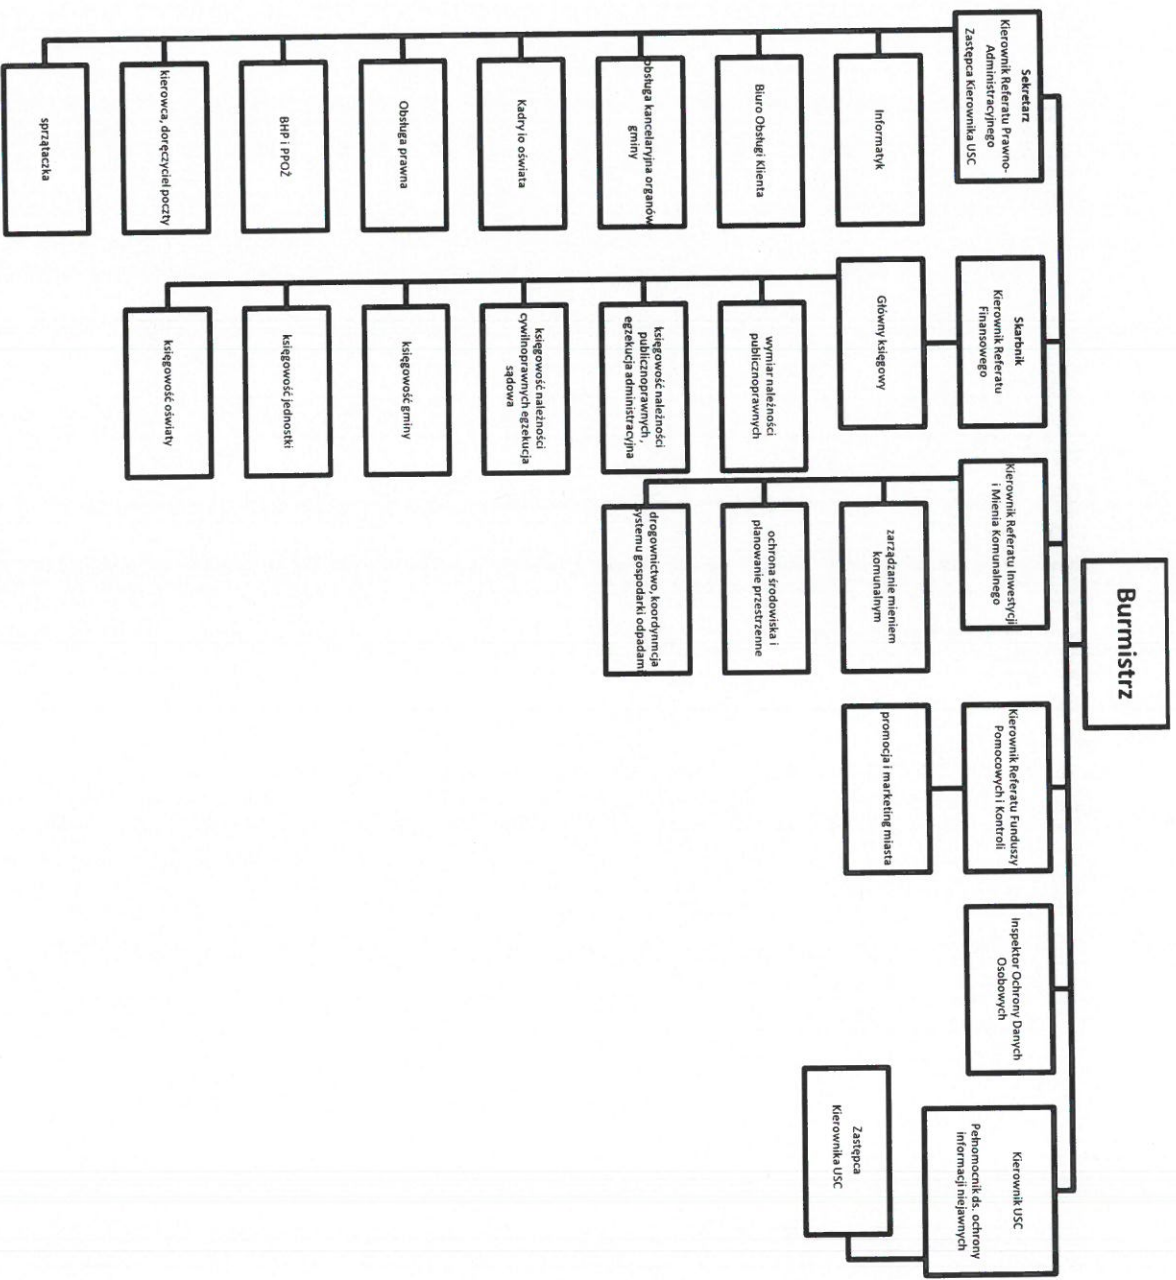 Burmistrz
Sekretarz
Kierownik Referatu Prawno-
Administracyjnego
Zastępca Kierownika USC
Informatyk
Biuro Obsługi Klienta
obsługa kancelaryjna organów
gminy
Kadry io oświata
Obsługa prawna
BHP i PPOŻ
kierowca, doręczyciel poczty
sprzątaczka
Skarbnik
Kierownik Referatu
Finansowego
Główny księgowy
wymiar należności
publicznoprawnych
księgowość należności
publicznoprawnych ,
egzekucja administracyjna
księgowość należności
cywilnoprawnych egzekucja
sądowa
księgowość gminy
księgowość jednostki
księgowość oświaty
Kierownik Referatu Inwestycji
i Mienia Komunalnego
zarządzanie mieniem
komunalnym
ochrona środowiska i
planowanie przestrzenne
drogownictwo, koordynmcja
systemu gospodarki odpadam
Kierownik Referatu Funduszy
Pomocowych i Kontroli
promocja i marketing miasta
Inspektor Ochrony Danych
Osobowych
Kierownik USC
Pełnomocnik ds. ochrony
informacji niejawnych
Zastępca
Kierownika USC